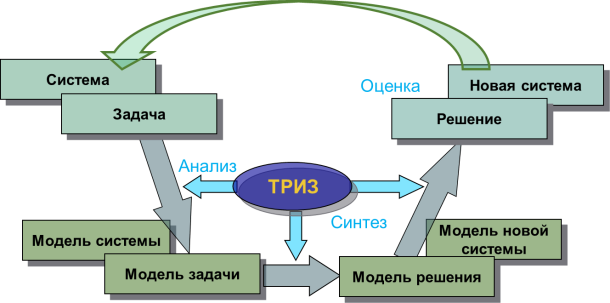 Система
Задача
Оценка
Новая система
Решение
Анализ
ТРИЗ
Синтез
Модель системы
Модель задачи
Модель новой
системы
Модель решения